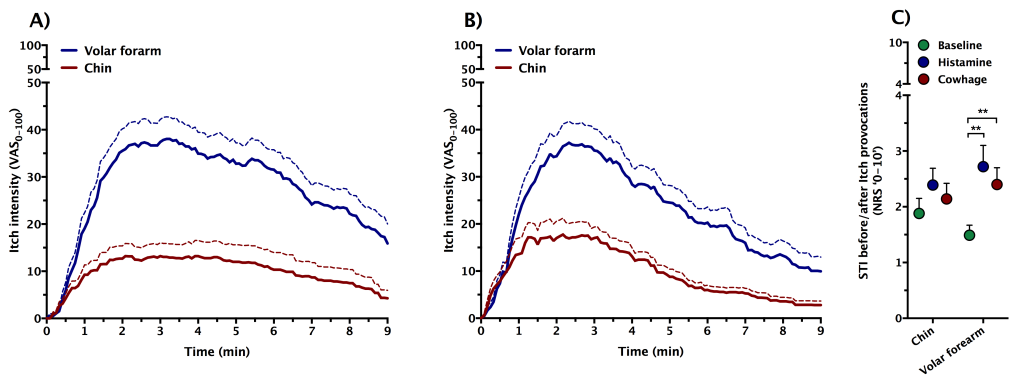 A)
Volar forarm
Chin
100
50
50
40
30
20
10
0
Itch intensity (VAS0–100)
0 1 2 3 4 5 6 7 8 9
Time (min)
B)
Volar forarm
Chin
100
50
50
40
30
20
10
0
Itch intensity (VAS0–100)
0 1 2 3 4 5 6 7 8 9
Time (min)
C)
Baseline
Histamine
Cowhage
10
4
4
3
2
1
0
STI before/after Itch provocations
(NRS '0–10')
**
**
Chin
Volar forearm